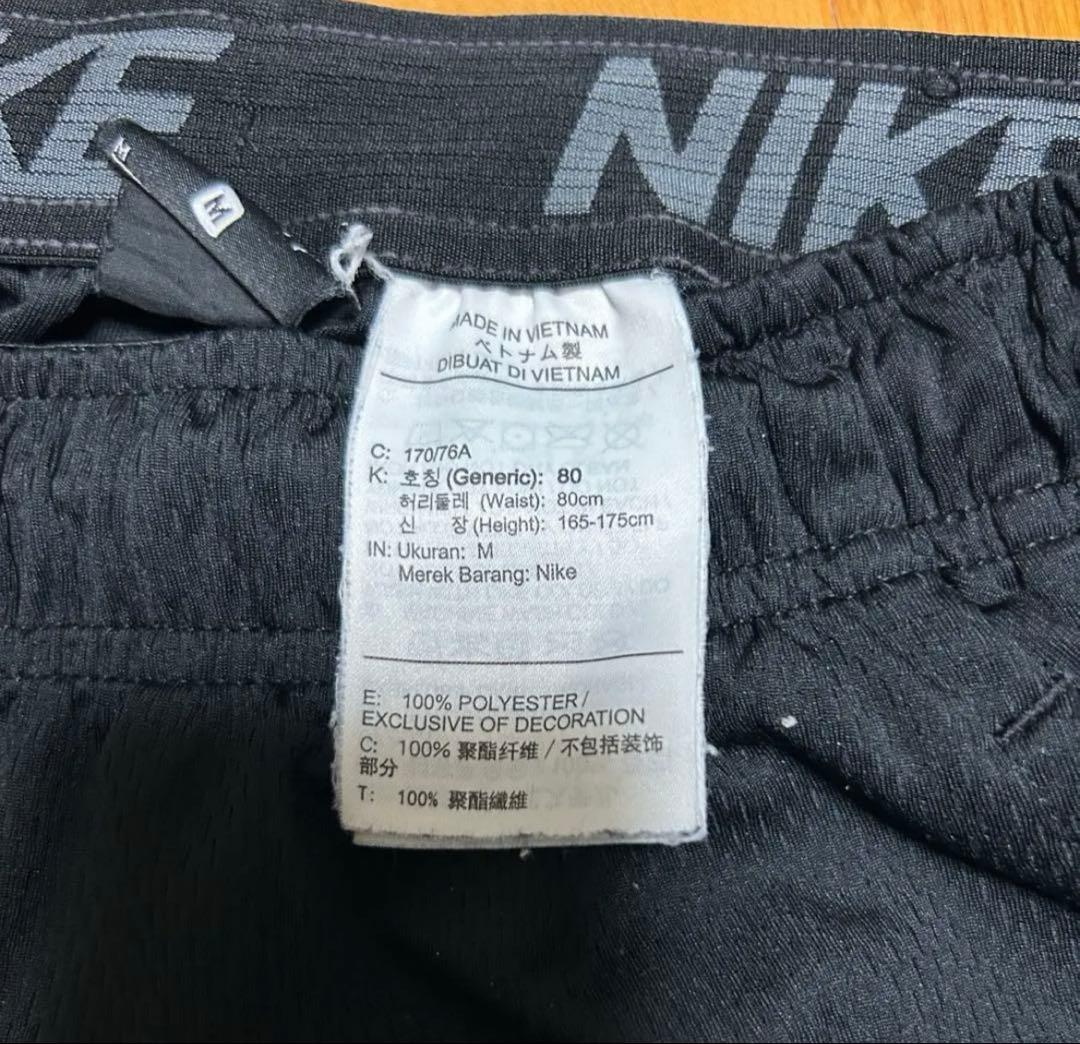 NIKE
M
M
MADE IN VIETNAM
ベトナム製
DIBUAT DI VIETNAM
C: 170/76A
K: 호칭 (Generic): 80
허리둘레 (Waist): 80cm
신 장 (Height): 165-175cm
IN: Ukuran: M
Merek Barang: Nike
E: 100% POLYESTER/
EXCLUSIVE OF DECORATION
C: 100% 聚酯纤维 / 不包括装饰
部分
T: 100% 聚酯纖維